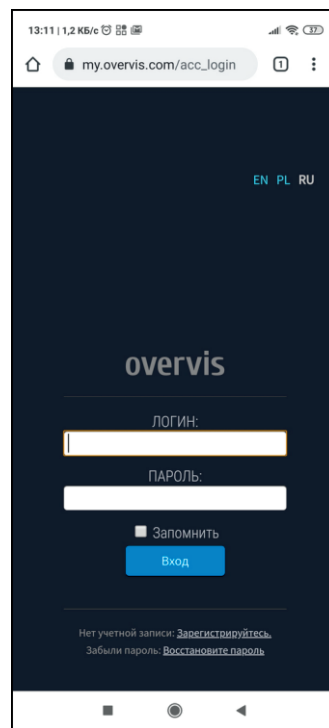 13:11 | 1,2 КБ/с
37
my.overvis.com/acc_login
1
EN PL RU
overvis
ЛОГИН:
ПАРОЛЬ:
Запомнить
Вход
Нет учетной записи: Зарегистрируйтесь.
Забыли пароль: Восстановите пароль